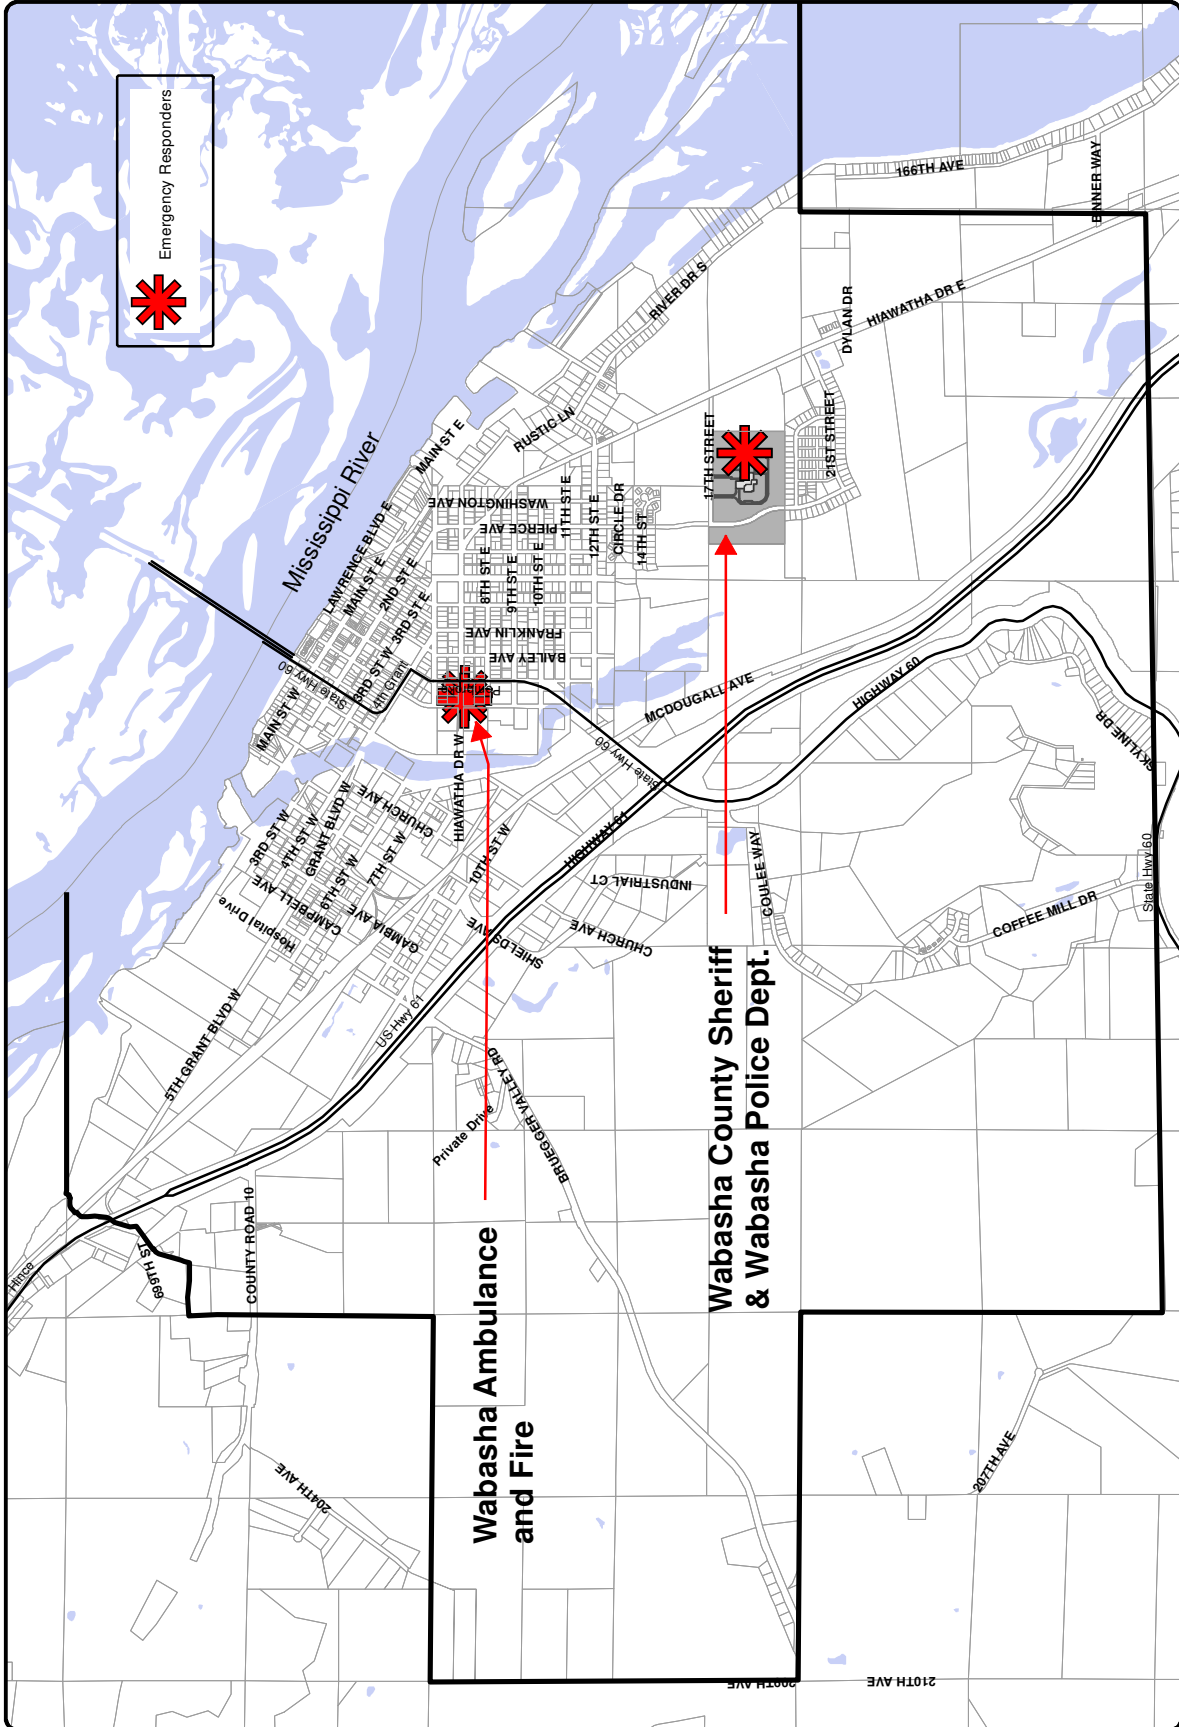 Emergency Responders
Mississippi River
Wabasha Ambulance
and Fire
Wabasha County Sheriff
& Wabasha Police Dept.
166TH AVE
RIVER DR S
HIAWATHA DR E
DYLAN DR
21ST STREET
17TH STREET
RUSTIC LN
MAIN ST E
LAWRENCE BLVD E
MAIN ST E
2ND ST E
3RD ST E
WASHINGTON AVE
PIERCE AVE
11TH ST E
12TH ST E
CIRCLE DR
14TH ST
8TH ST E
9TH ST E
10TH ST E
FRANKLIN AVE
BAILEY AVE
State Hwy 60
3RD ST W
4th Grant
MAIN ST W
HIAWATHA DR W
State Hwy 60
MCDOUGALL AVE
HIGHWAY 60
SKYLINE DR
State Hwy 60
COFFEE MILL DR
COULEE WAY
INDUSTRIAL CT
CHURCH AVE
SHIELDS AVE
HIGHWAY 61
10TH ST W
CHURCH AVE
7TH ST W
GRANT BLVD W
6TH ST W
4TH ST W
3RD ST W
CAMPBELL AVE
CAMPBELL AVE
Hospital Drive
GAMBIA AVE
GAMBIA AVE
5TH GRANT BLVD W
US Hwy 61
Private Drive
BRUEGGER VALLEY RD
COUNTY ROAD 10
699TH ST
Hince
204TH AVE
207TH AVE
210TH AVE